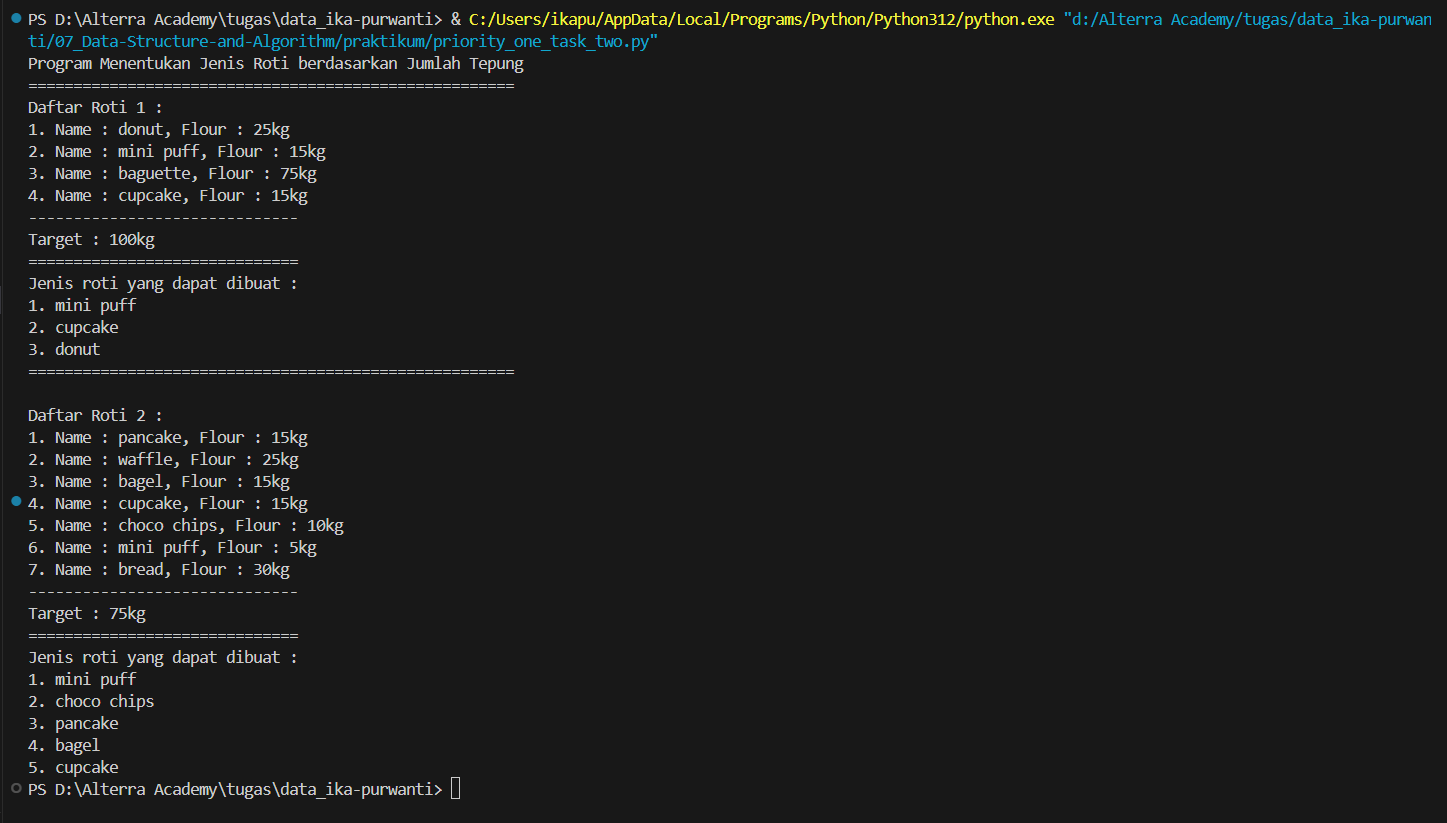 PS D:\Alterra Academy\tugas\data_ika-purwanti> & C:/Users/ikapu/AppData/Local/Programs/Python/Python312/python.exe "d:/Alterra Academy/tugas/data_ika-purwan
ti/07_Data-Structure-and-Algorithm/praktikum/priority_one_task_two.py"
Program Menentukan Jenis Roti berdasarkan Jumlah Tepung
======================================================
Daftar Roti 1 :
1. Name : donut, Flour : 25kg
2. Name : mini puff, Flour : 15kg
3. Name : baguette, Flour : 75kg
4. Name : cupcake, Flour : 15kg
------------------------------
Target : 100kg
==============================
Jenis roti yang dapat dibuat :
1. mini puff
2. cupcake
3. donut
======================================================
Daftar Roti 2 :
1. Name : pancake, Flour : 15kg
2. Name : waffle, Flour : 25kg
3. Name : bagel, Flour : 15kg
4. Name : cupcake, Flour : 15kg
5. Name : choco chips, Flour : 10kg
6. Name : mini puff, Flour : 5kg
7. Name : bread, Flour : 30kg
------------------------------
Target : 75kg
==============================
Jenis roti yang dapat dibuat :
1. mini puff
2. choco chips
3. pancake
4. bagel
5. cupcake
PS D:\Alterra Academy\tugas\data_ika-purwanti>